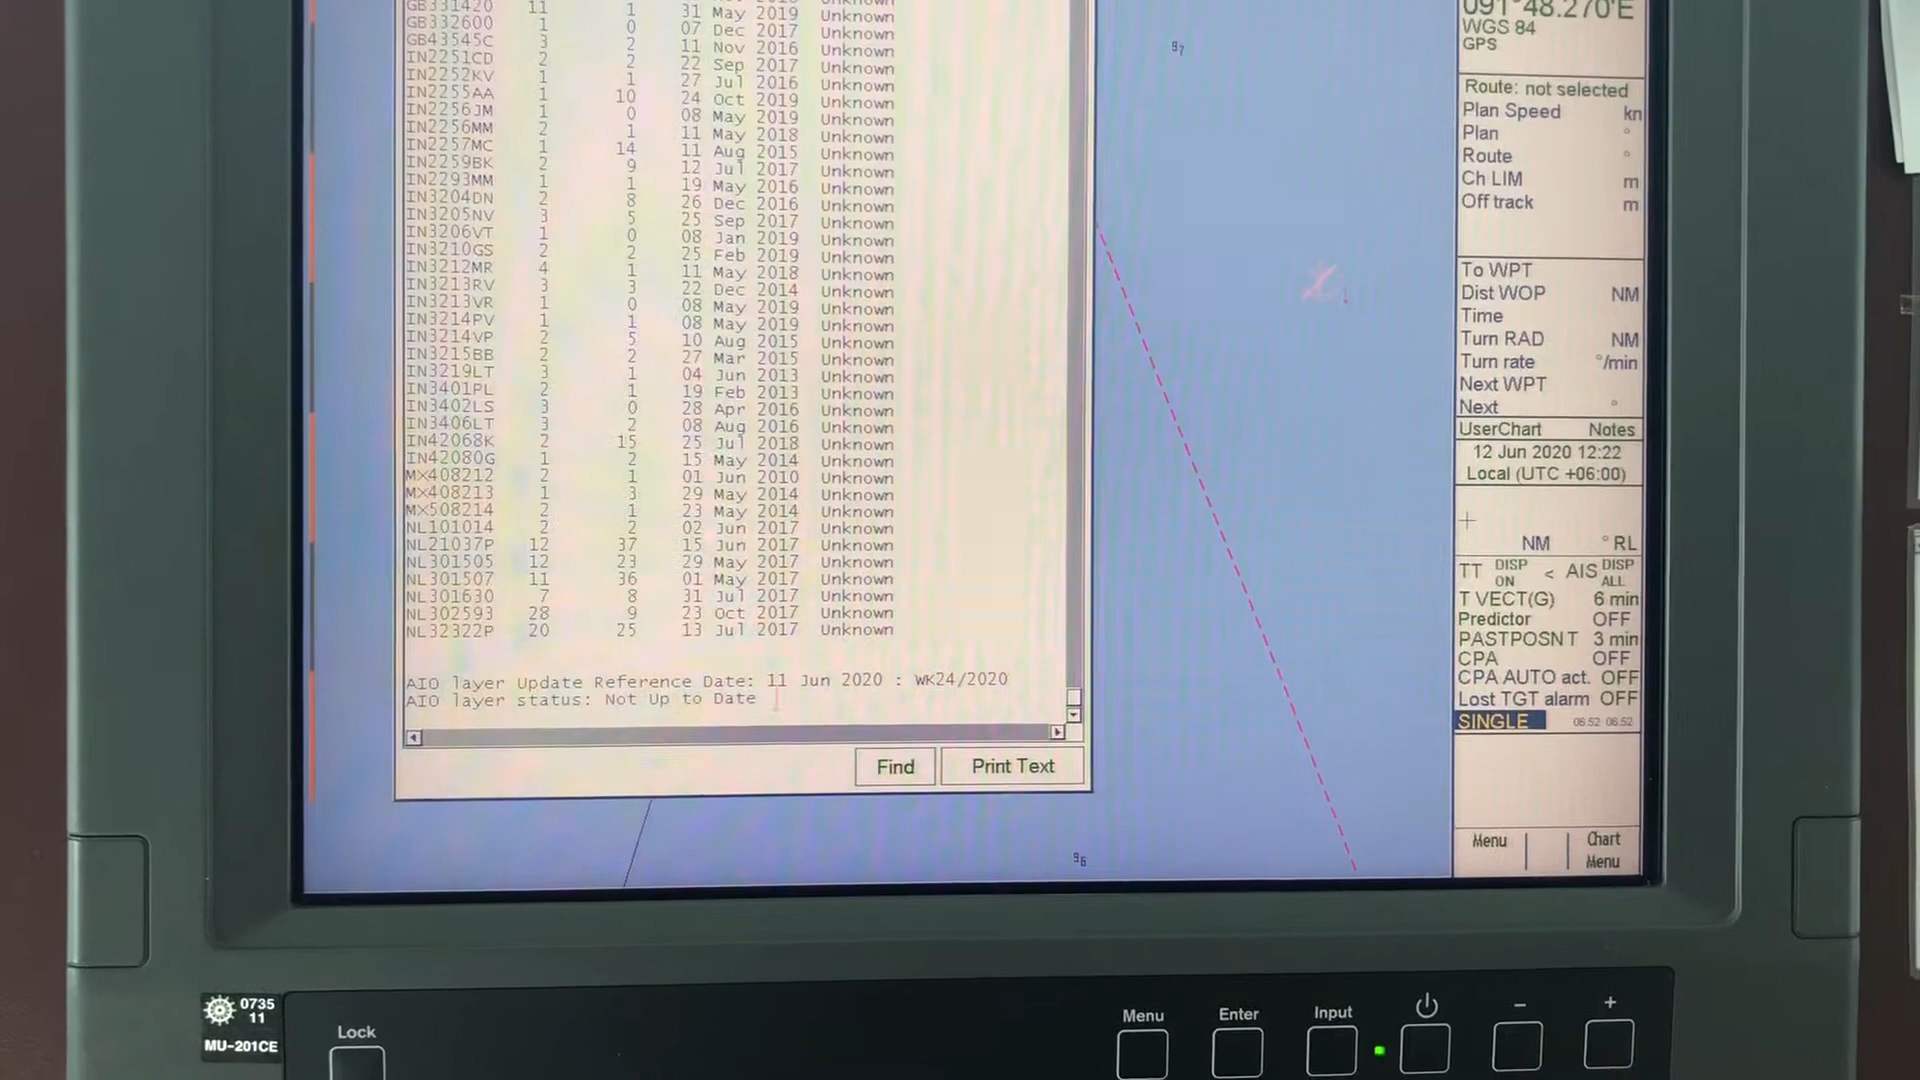 GB331420 11 1 31 May 2019 Unknown
GB332600 1 0 07 Dec 2017 Unknown
GB43545C 3 2 11 Nov 2016 Unknown
IN2251CD 2 2 22 Sep 2017 Unknown
IN2252KV 1 1 27 Jul 2016 Unknown
IN2255AA 1 10 24 Oct 2019 Unknown
IN2256JM 1 0 08 May 2019 Unknown
IN2256MM 2 1 11 May 2018 Unknown
IN2257MC 1 14 11 Aug 2015 Unknown
IN2259BK 2 9 12 Jul 2017 Unknown
IN2293MM 1 1 19 May 2016 Unknown
IN3204DN 2 8 26 Dec 2016 Unknown
IN3205NV 3 5 25 Sep 2017 Unknown
IN3206VT 1 0 08 Jan 2019 Unknown
IN3210GS 2 2 25 Feb 2019 Unknown
IN3212MR 4 1 11 May 2018 Unknown
IN3213RV 3 3 22 Dec 2014 Unknown
IN3213VR 1 0 08 May 2019 Unknown
IN3214PV 1 1 08 May 2019 Unknown
IN3214VP 2 5 10 Aug 2015 Unknown
IN3215BB 2 2 27 Mar 2015 Unknown
IN3219LT 3 1 04 Jun 2013 Unknown
IN3401PL 2 1 19 Feb 2013 Unknown
IN3402LS 3 0 28 Apr 2016 Unknown
IN3406LT 3 2 08 Aug 2016 Unknown
IN42068K 2 15 25 Jul 2018 Unknown
IN42080G 1 2 15 May 2014 Unknown
MX408212 2 1 01 Jun 2010 Unknown
MX408213 1 3 29 May 2014 Unknown
MX508214 2 1 23 May 2014 Unknown
NL101014 2 2 02 Jun 2017 Unknown
NL21037P 12 37 15 Jun 2017 Unknown
NL301505 12 23 29 May 2017 Unknown
NL301507 11 36 01 May 2017 Unknown
NL301630 7 8 31 Jul 2017 Unknown
NL302593 28 9 23 Oct 2017 Unknown
NL32322P 20 25 13 Jul 2017 Unknown
AIO layer Update Reference Date: 11 Jun 2020 : WK24/2020
AIO layer status: Not Up to Date
Find Print Text
97
96
091°48.270'E
WGS 84
GPS
Route: not selected
Plan Speed kn
Plan °
Route °
Ch LIM m
Off track m
To WPT
Dist WOP NM
Time
Turn RAD NM
Turn rate °/min
Next WPT
Next °
UserChart Notes
12 Jun 2020 12:22
Local (UTC +06:00)
NM °RL
TT DISP ON < AIS DISP ALL
T VECT(G) 6 min
Predictor OFF
PASTPOSN T 3 min
CPA OFF
CPA AUTO act. OFF
Lost TGT alarm OFF
SINGLE 06:52 06:52
Menu Chart Menu
0735
11
MU-201CE
Lock
Menu Enter Input − +